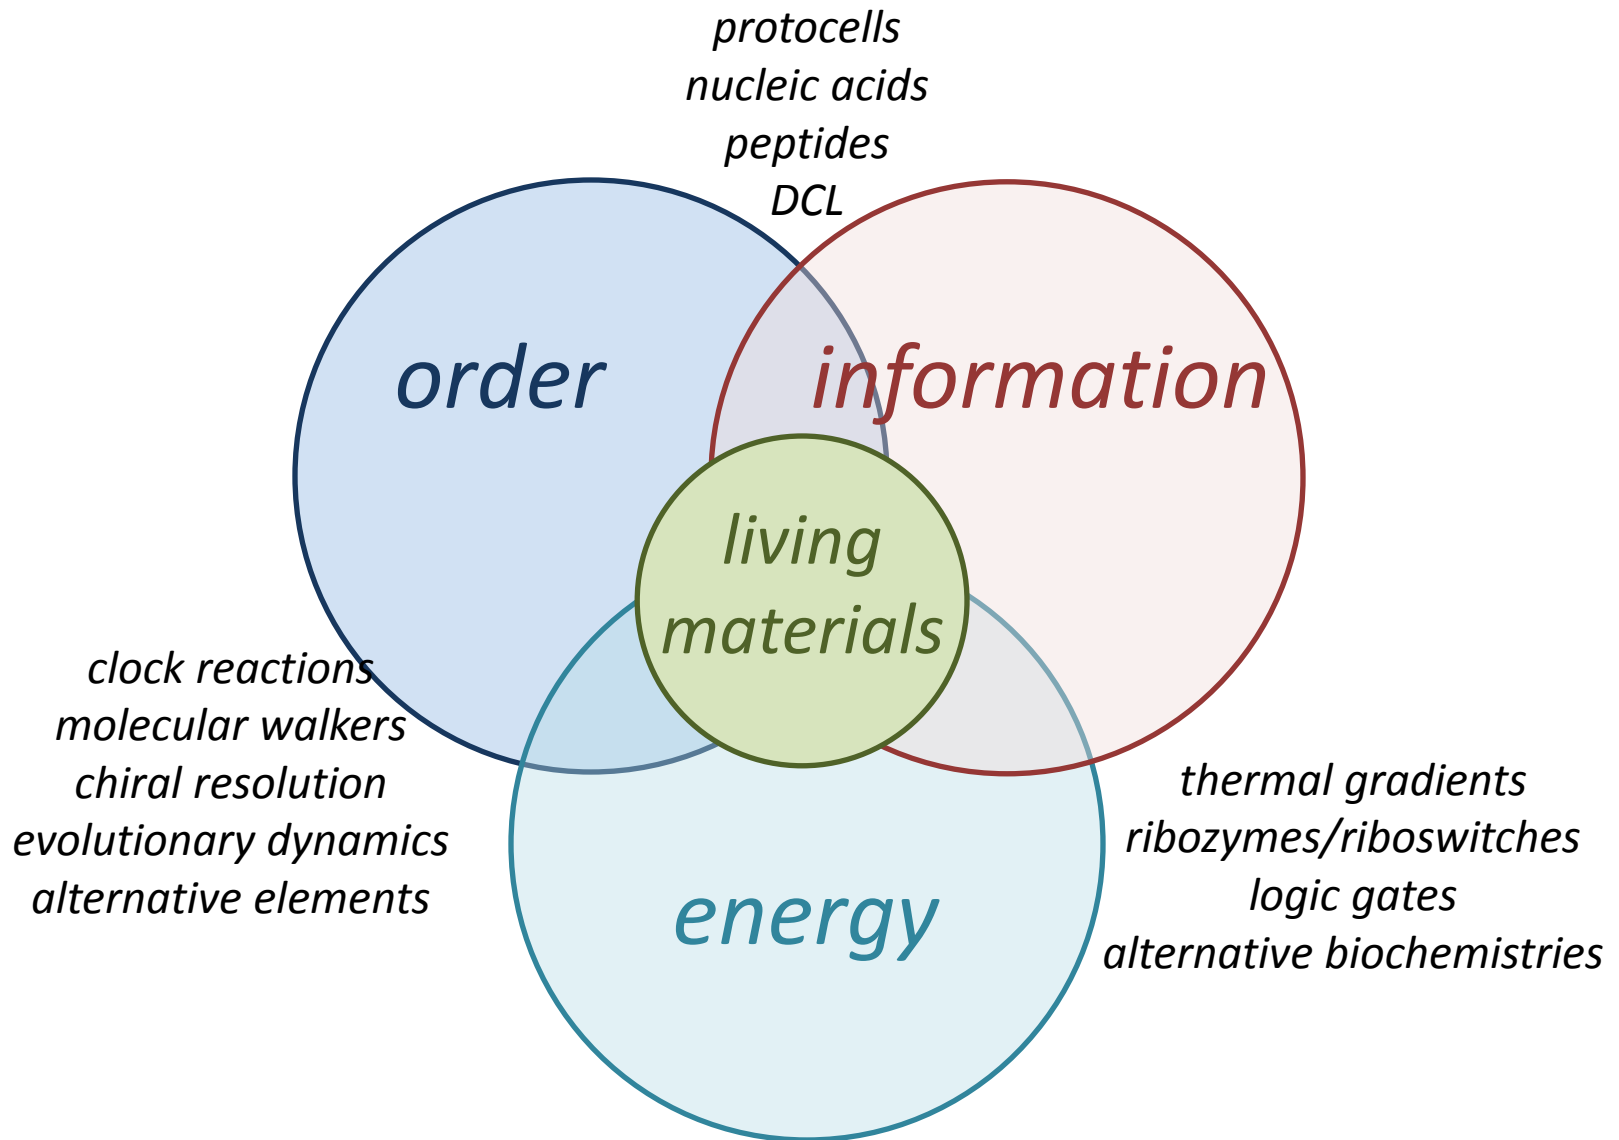 protocells
nucleic acids
peptides
DCL
order
information
living
materials
clock reactions
molecular walkers
chiral resolution
evolutionary dynamics
alternative elements
thermal gradients
ribozymes/riboswitches
logic gates
alternative biochemistries
energy